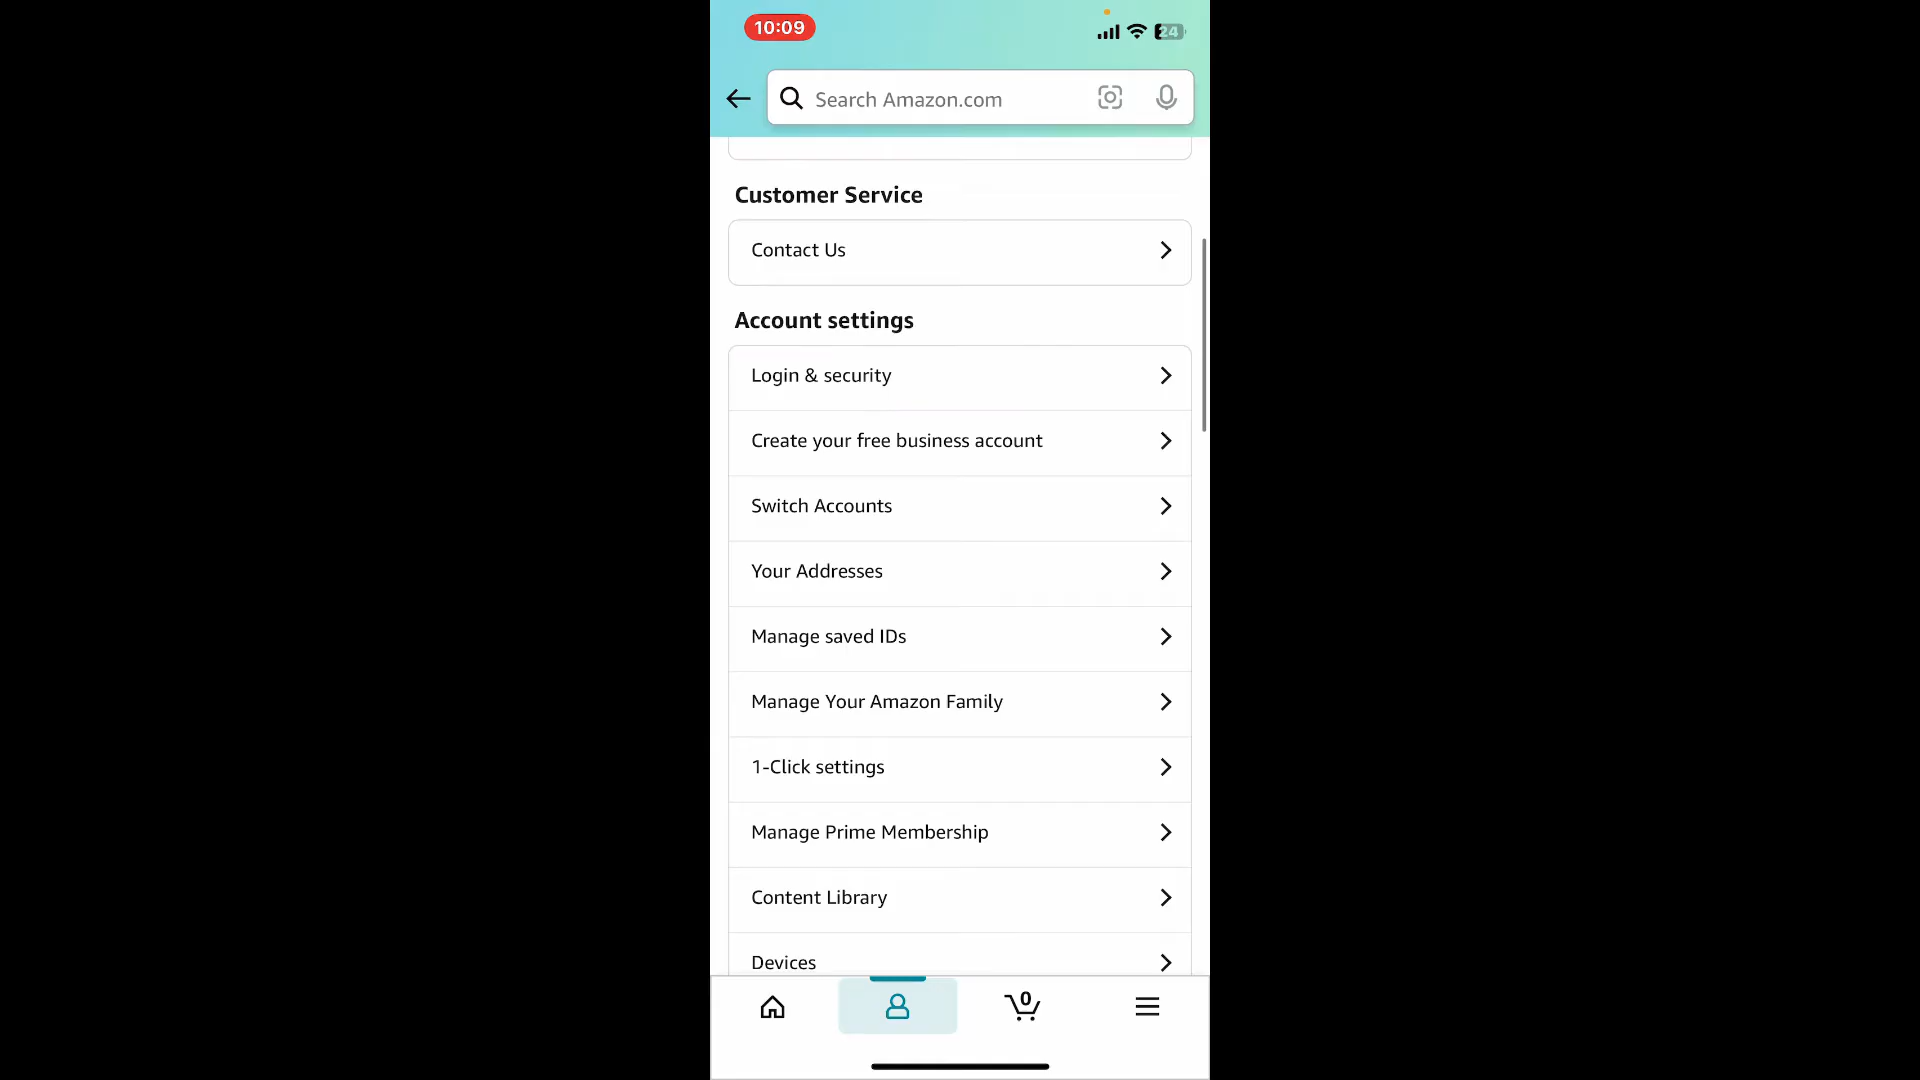 10:09
24
Search Amazon.com
Customer Service
Contact Us
Account settings
Login & security
Create your free business account
Switch Accounts
Your Addresses
Manage saved IDs
Manage Your Amazon Family
1-Click settings
Manage Prime Membership
Content Library
Devices
0